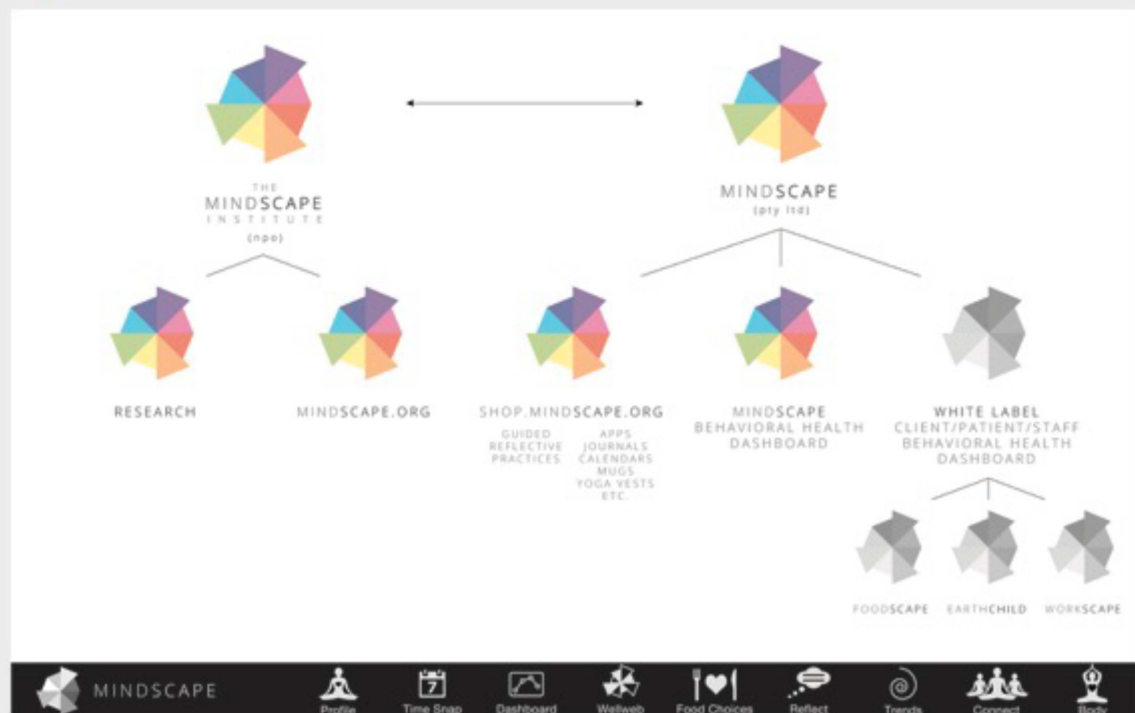 THE
MINDSCAPE
INSTITUTE
(npo)
MINDSCAPE
(pty ltd)
RESEARCH
MINDSCAPE.ORG
SHOP.MINDSCAPE.ORG
GUIDED
REFLECTIVE
PRACTICES
APPS
JOURNALS
CALENDARS
MUGS
YOGA VESTS
ETC.
MINDSCAPE
BEHAVIORAL HEALTH
DASHBOARD
WHITE LABEL
CLIENT/PATIENT/STAFF
BEHAVIORAL HEALTH
DASHBOARD
FOODSCAPE
EARTHCHILD
WORKSCAPE
MINDSCAPE
Profile
7
Time Snap
Dashboard
Wellweb
Food Choices
Reflect
Trends
Connect
Body